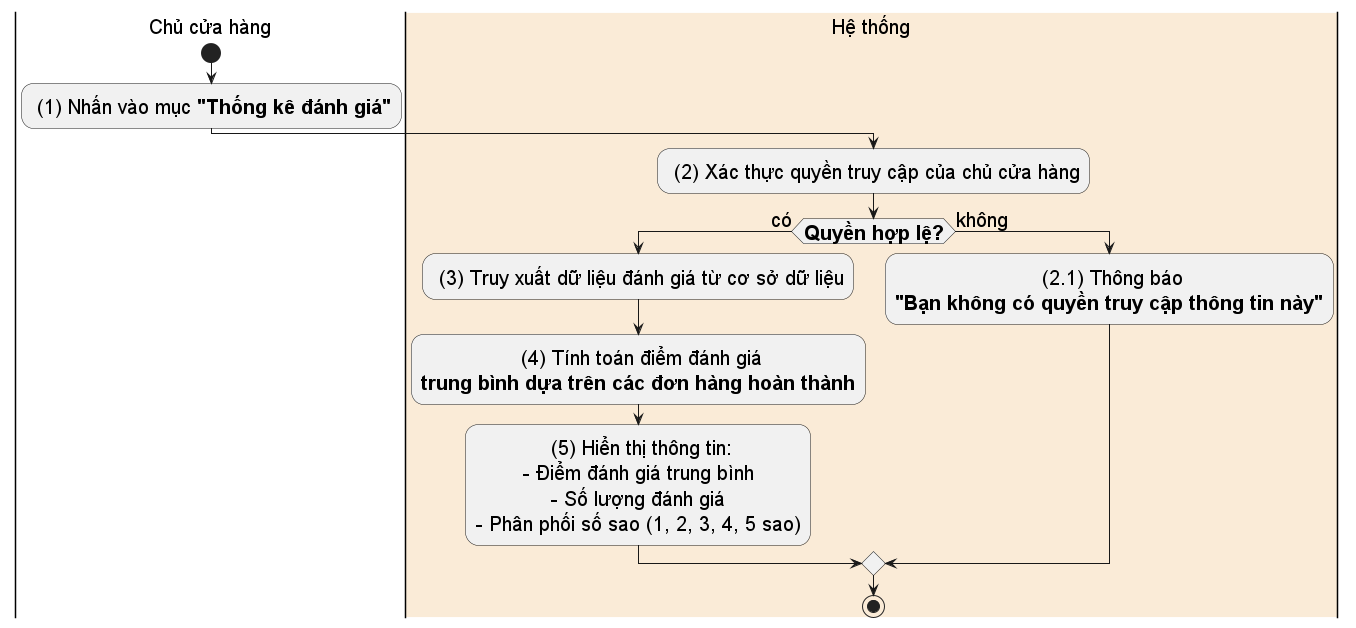 Chủ cửa hàng
Hệ thống
(1) Nhấn vào mục "Thống kê đánh giá"
(2) Xác thực quyền truy cập của chủ cửa hàng
có
Quyền hợp lệ?
không
(3) Truy xuất dữ liệu đánh giá từ cơ sở dữ liệu
(2.1) Thông báo
"Bạn không có quyền truy cập thông tin này"
(4) Tính toán điểm đánh giá
trung bình dựa trên các đơn hàng hoàn thành
(5) Hiển thị thông tin:
- Điểm đánh giá trung bình
- Số lượng đánh giá
- Phân phối số sao (1, 2, 3, 4, 5 sao)